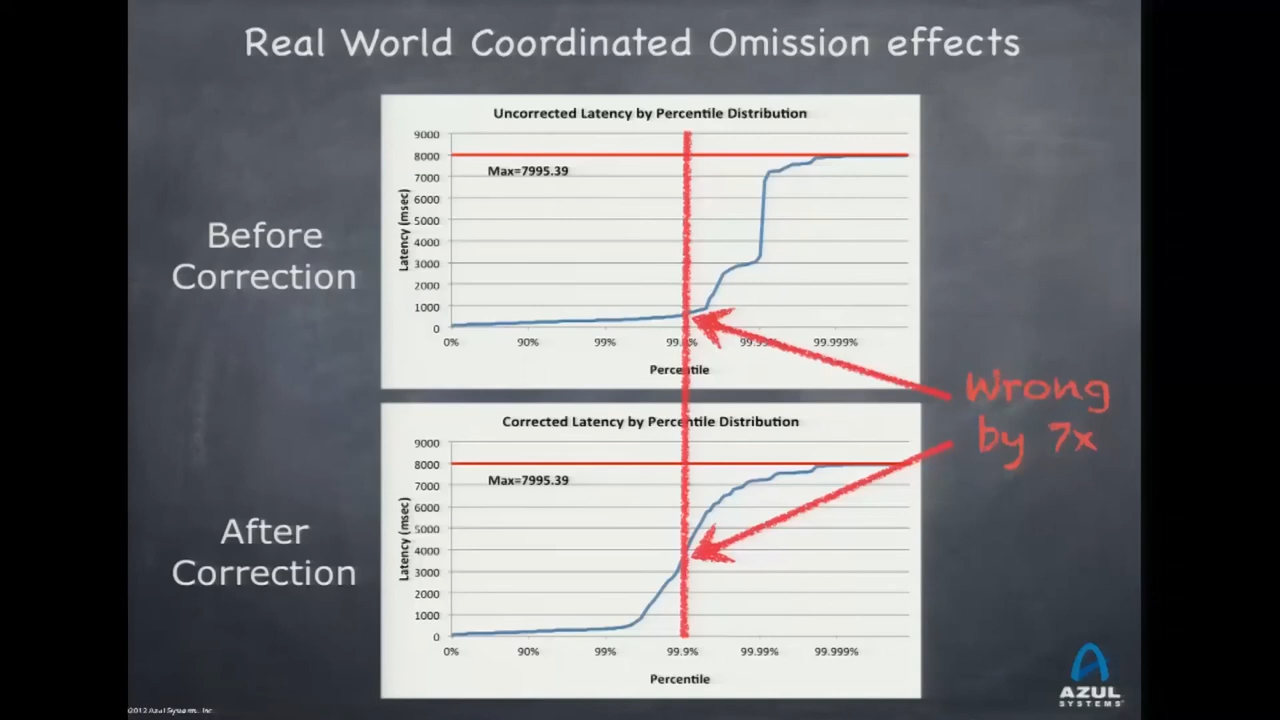 Real World Coordinated Omission effects
Before
Correction
Uncorrected Latency by Percentile Distribution
Latency (msec)
9000
8000
7000
6000
5000
4000
3000
2000
1000
0
Max=7995.39
0% 90% 99% 99.9% 99.99% 99.999%
Percentile
Wrong
by 7x
After
Correction
Corrected Latency by Percentile Distribution
Latency (msec)
9000
8000
7000
6000
5000
4000
3000
2000
1000
0
Max=7995.39
0% 90% 99% 99.9% 99.99% 99.999%
Percentile
©2012 Azul Systems, Inc.
AZUL
SYSTEMS